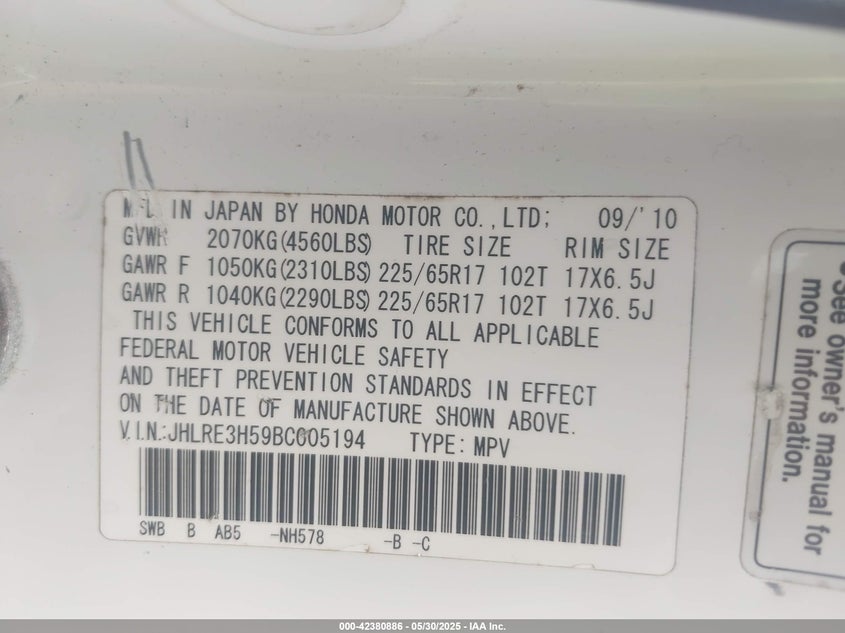 MFD IN JAPAN BY HONDA MOTOR CO.,LTD; 09/'10
GVWR 2070KG(4560LBS) TIRE SIZE RIM SIZE
GAWR F 1050KG(2310LBS) 225/65R17 102T 17X6.5J
GAWR R 1040KG(2290LBS) 225/65R17 102T 17X6.5J
THIS VEHICLE CONFORMS TO ALL APPLICABLE
FEDERAL MOTOR VEHICLE SAFETY
AND THEFT PREVENTION STANDARDS IN EFFECT
ON THE DATE OF MANUFACTURE SHOWN ABOVE.
V.I.N.:JHLRE3H59BC005194 TYPE: MPV
SWB B AB5 -NH578 -B -C
See owner's manual for
more information.
000-42380886 - 05/30/2025 - IAA Inc.